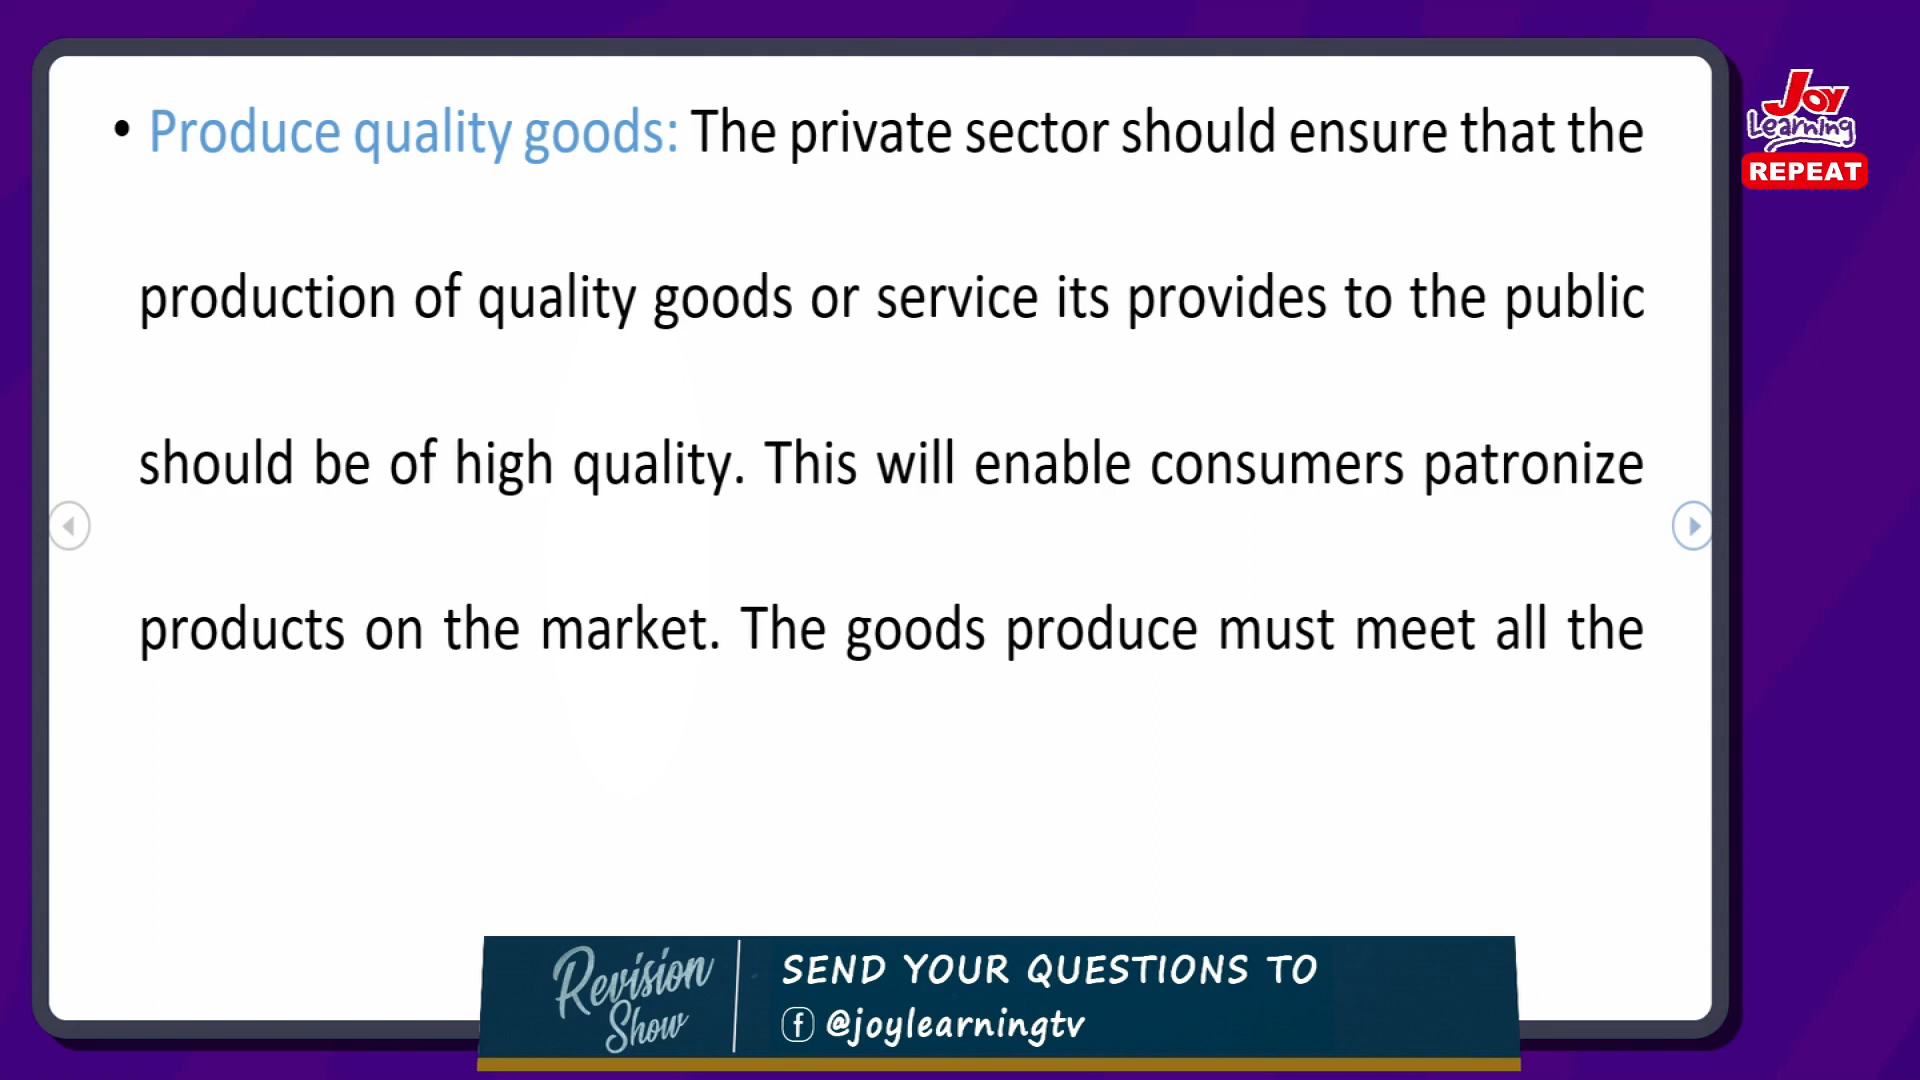 • Produce quality goods: The private sector should ensure that the
production of quality goods or service its provides to the public
should be of high quality. This will enable consumers patronize
products on the market. The goods produce must meet all the
Joy
Learning
REPEAT
Revision
Show
SEND YOUR QUESTIONS TO
@joylearningtv